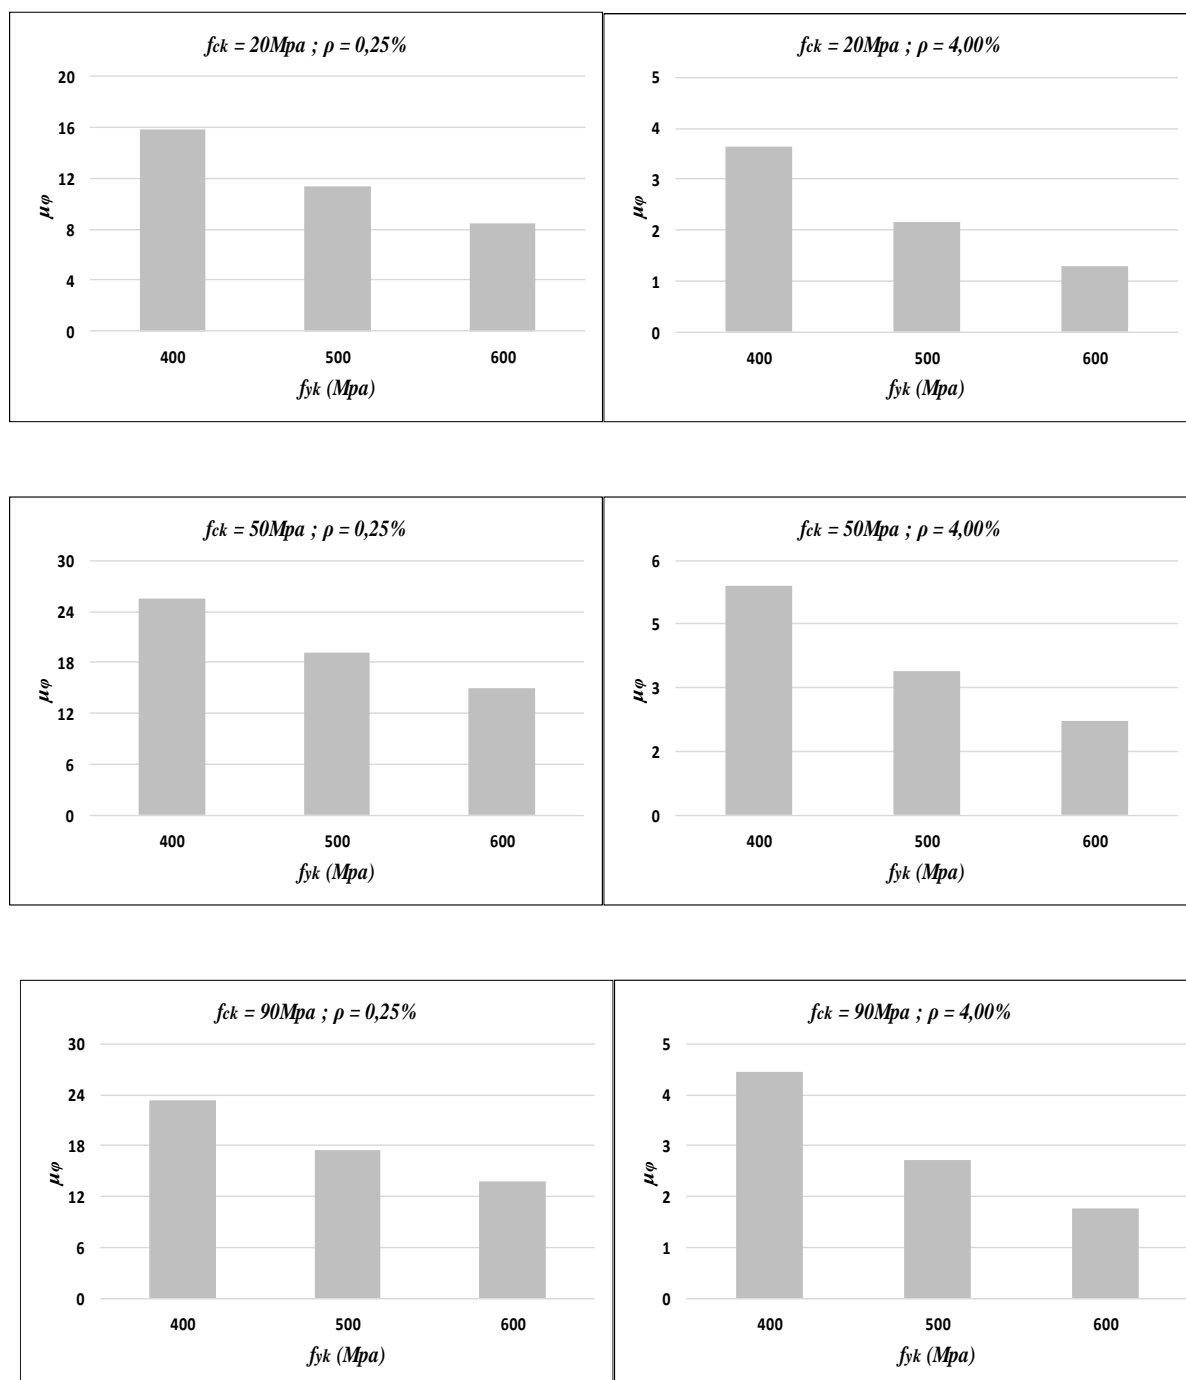 fck = 20Mpa ; ρ = 0,25%
20
16
12
8
4
0
μφ
400 500 600
fyk (Mpa)
fck = 20Mpa ; ρ = 4,00%
5
4
3
2
1
0
μφ
400 500 600
fyk (Mpa)
fck = 50Mpa ; ρ = 0,25%
30
24
18
12
6
0
μφ
400 500 600
fyk (Mpa)
fck = 50Mpa ; ρ = 4,00%
6
5
3
2
0
μφ
400 500 600
fyk (Mpa)
fck = 90Mpa ; ρ = 0,25%
30
24
18
12
6
0
μφ
400 500 600
fyk (Mpa)
fck = 90Mpa ; ρ = 4,00%
5
4
3
2
1
0
μφ
400 500 600
fyk (Mpa)